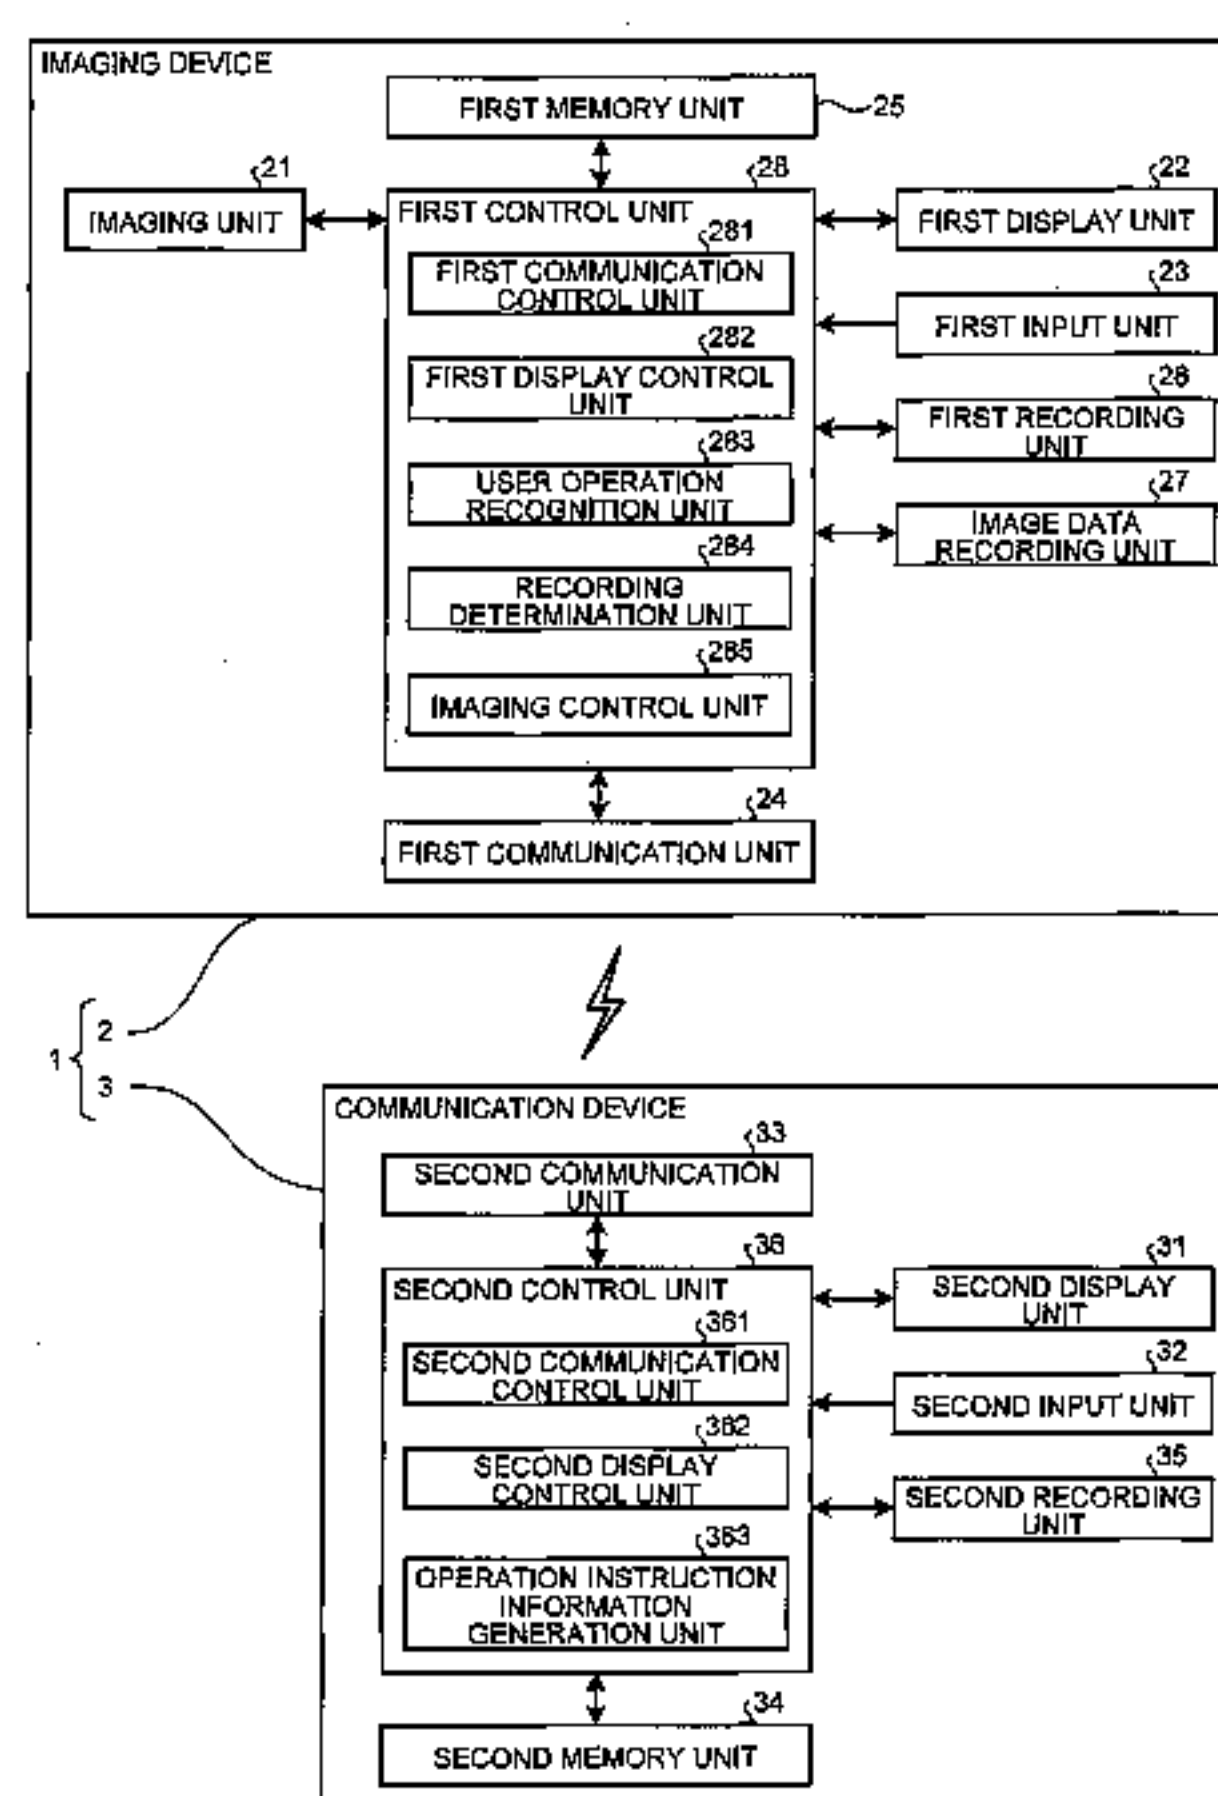 IMAGING DEVICE
FIRST MEMORY UNIT
25
21
28
22
IMAGING UNIT
FIRST CONTROL UNIT
FIRST DISPLAY UNIT
281
FIRST COMMUNICATION
CONTROL UNIT
23
FIRST INPUT UNIT
282
FIRST DISPLAY CONTROL
UNIT
26
FIRST RECORDING
UNIT
283
USER OPERATION
RECOGNITION UNIT
27
IMAGE DATA
RECORDING UNIT
284
RECORDING
DETERMINATION UNIT
285
IMAGING CONTROL UNIT
24
FIRST COMMUNICATION UNIT
1
2
3
COMMUNICATION DEVICE
33
SECOND COMMUNICATION
UNIT
36
31
SECOND CONTROL UNIT
SECOND DISPLAY
UNIT
361
SECOND COMMUNICATION
CONTROL UNIT
32
SECOND INPUT UNIT
362
SECOND DISPLAY
CONTROL UNIT
35
SECOND RECORDING
UNIT
363
OPERATION INSTRUCTION
INFORMATION
GENERATION UNIT
34
SECOND MEMORY UNIT